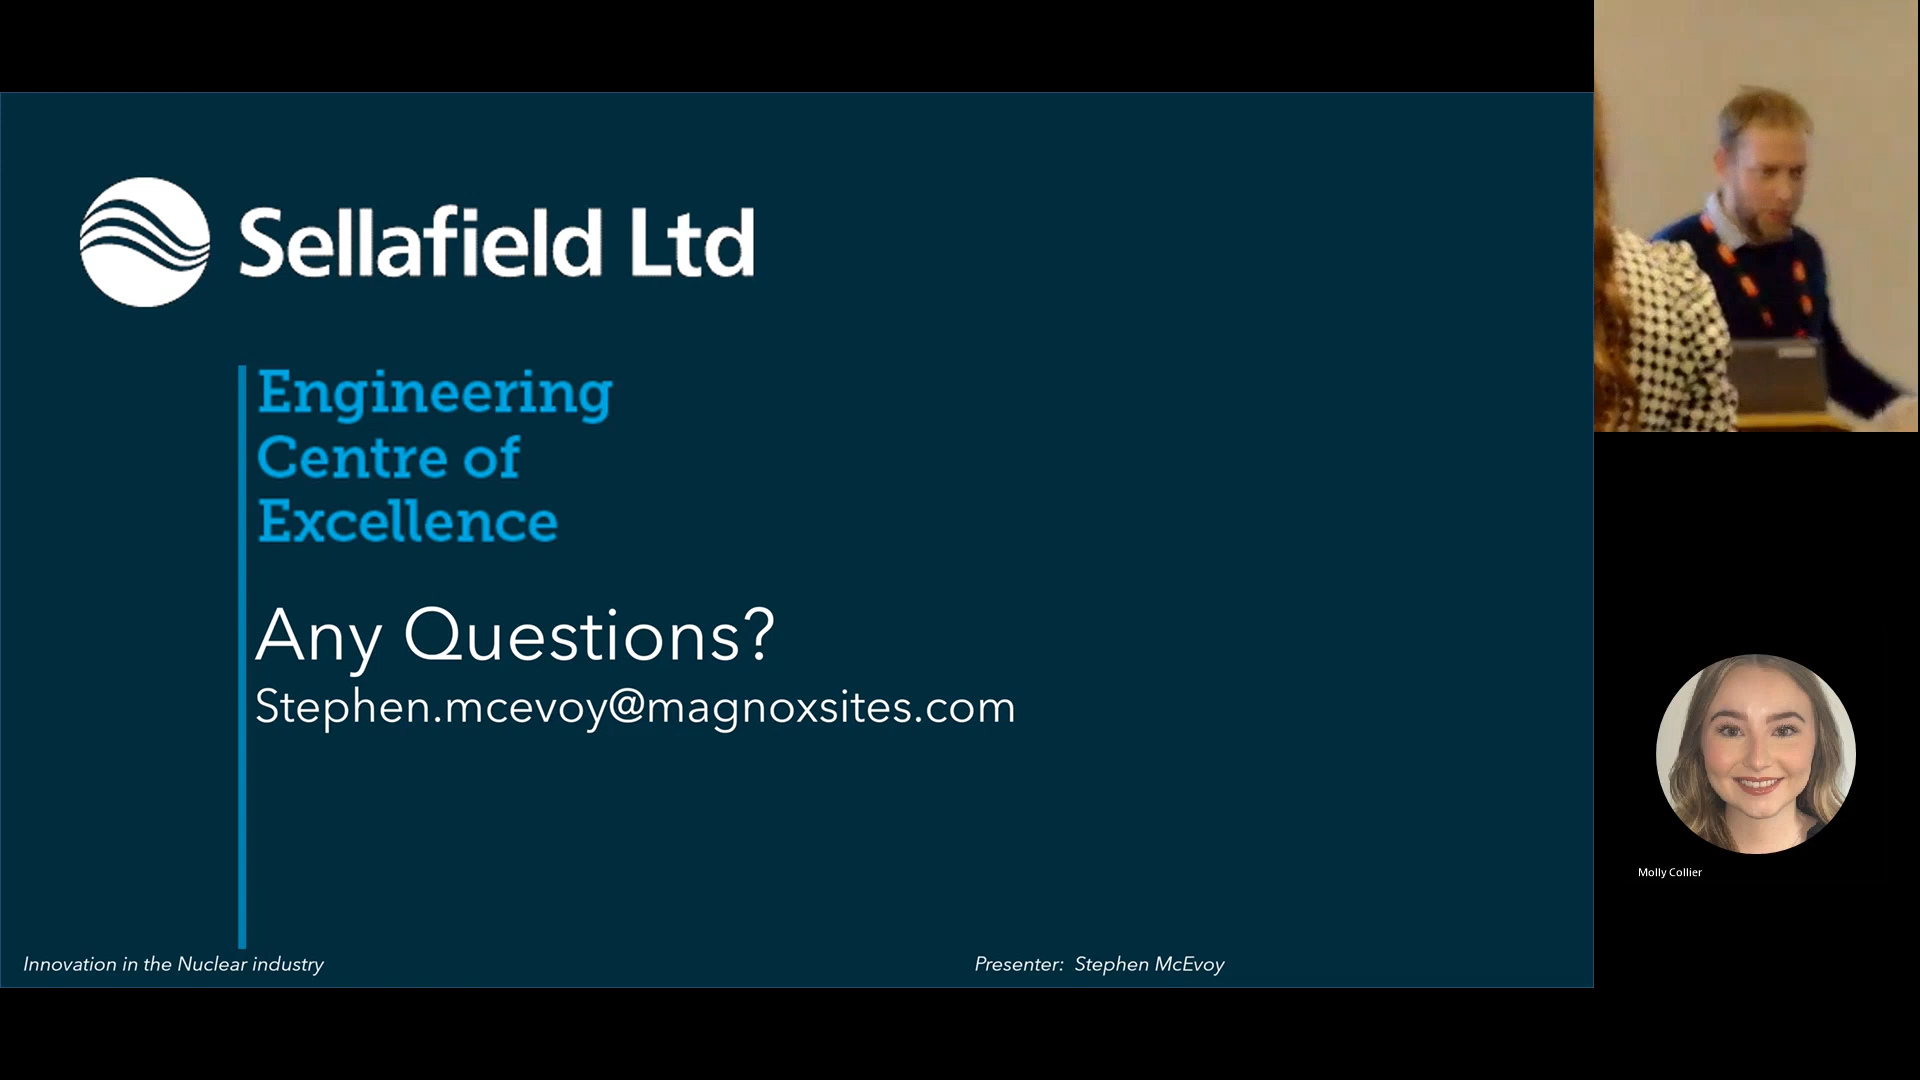 Sellafield Ltd
Engineering
Centre of
Excellence
Any Questions?
Stephen.mcevoy@magnoxsites.com
Innovation in the Nuclear industry
Presenter: Stephen McEvoy
Molly Collier